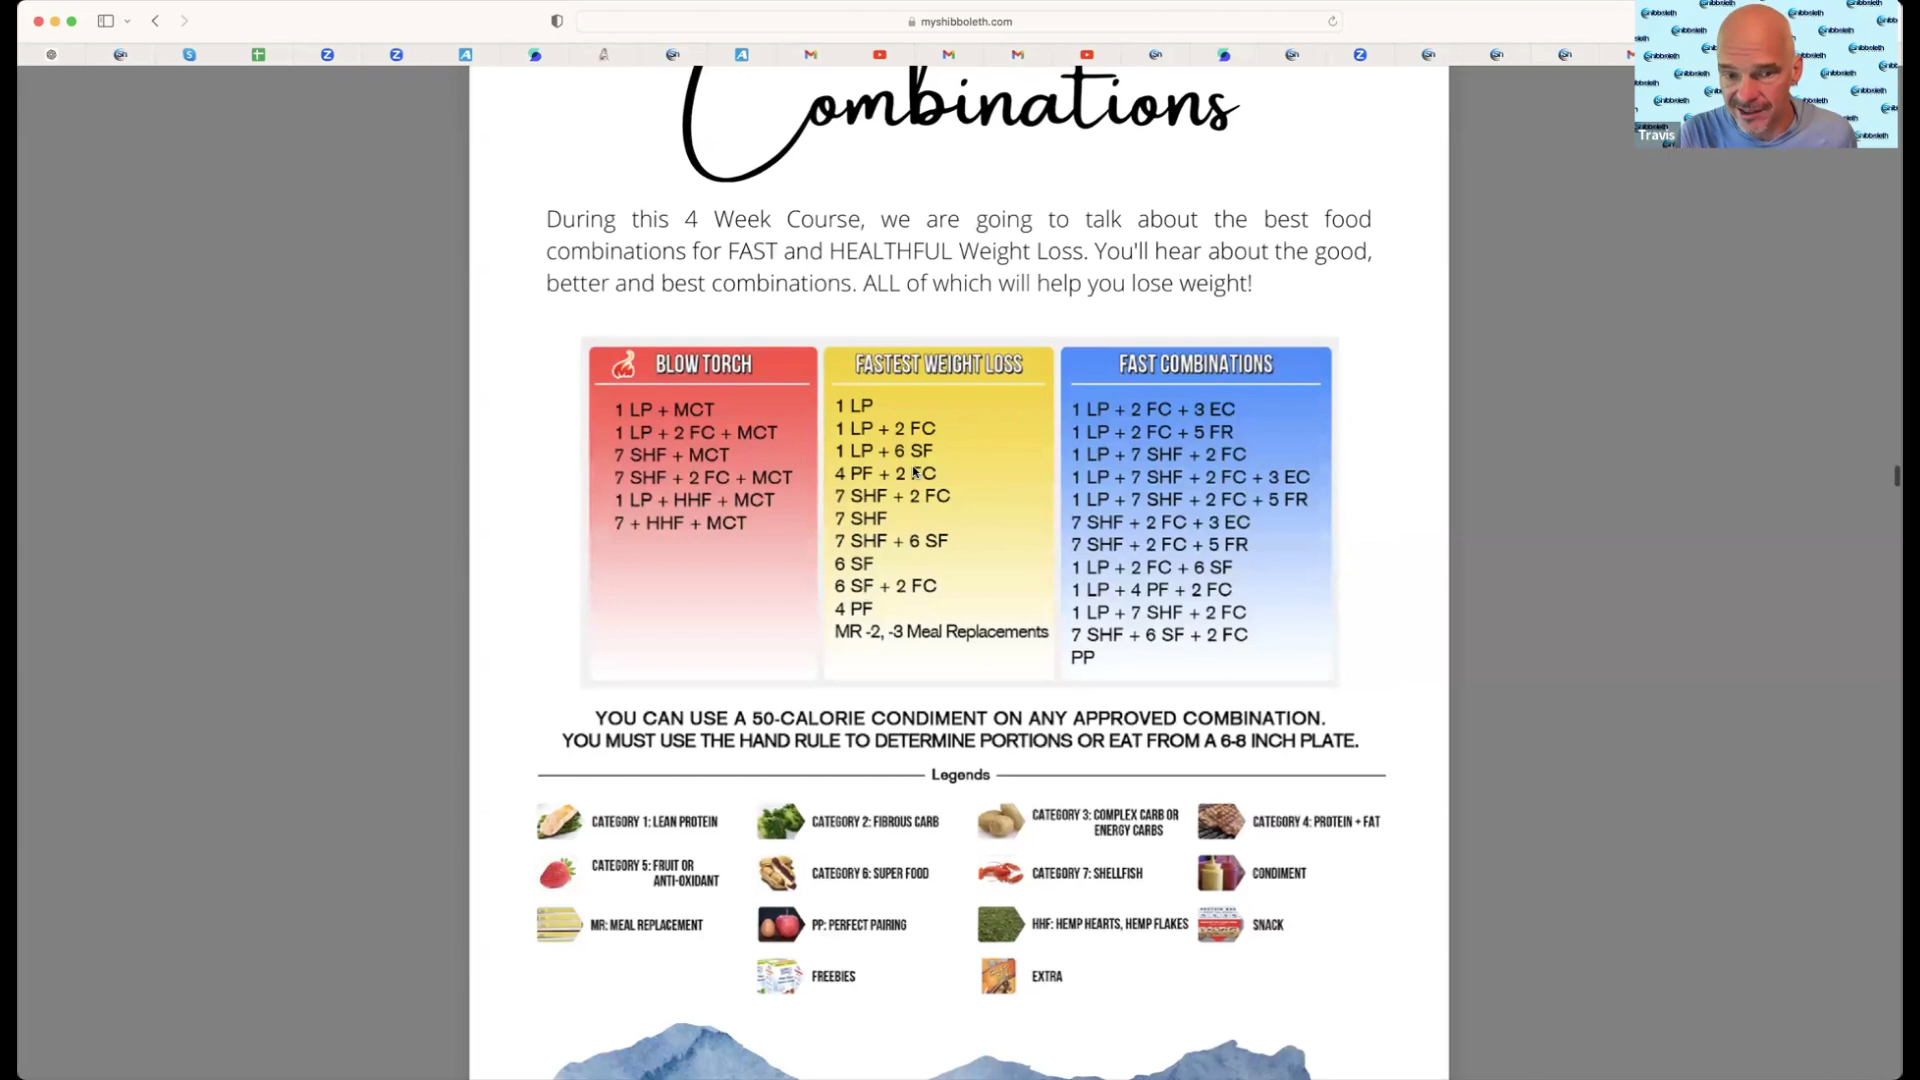 myshibboleth.com
Travis
Combinations
During this 4 Week Course, we are going to talk about the best food
combinations for FAST and HEALTHFUL Weight Loss. You'll hear about the good,
better and best combinations. ALL of which will help you lose weight!
BLOW TORCH
1 LP + MCT
1 LP + 2 FC + MCT
7 SHF + MCT
7 SHF + 2 FC + MCT
1 LP + HHF + MCT
7 + HHF + MCT
FASTEST WEIGHT LOSS
1 LP
1 LP + 2 FC
1 LP + 6 SF
4 PF + 2 FC
7 SHF + 2 FC
7 SHF
7 SHF + 6 SF
6 SF
6 SF + 2 FC
4 PF
MR -2, -3 Meal Replacements
FAST COMBINATIONS
1 LP + 2 FC + 3 EC
1 LP + 2 FC + 5 FR
1 LP + 7 SHF + 2 FC
1 LP + 7 SHF + 2 FC + 3 EC
1 LP + 7 SHF + 2 FC + 5 FR
7 SHF + 2 FC + 3 EC
7 SHF + 2 FC + 5 FR
1 LP + 2 FC + 6 SF
1 LP + 4 PF + 2 FC
1 LP + 7 SHF + 2 FC
7 SHF + 6 SF + 2 FC
PP
YOU CAN USE A 50-CALORIE CONDIMENT ON ANY APPROVED COMBINATION.
YOU MUST USE THE HAND RULE TO DETERMINE PORTIONS OR EAT FROM A 6-8 INCH PLATE.
Legends
CATEGORY 1: LEAN PROTEIN
CATEGORY 2: FIBROUS CARB
CATEGORY 3: COMPLEX CARB OR
ENERGY CARBS
CATEGORY 4: PROTEIN + FAT
CATEGORY 5: FRUIT OR
ANTI-OXIDANT
CATEGORY 6: SUPER FOOD
CATEGORY 7: SHELLFISH
CONDIMENT
MR: MEAL REPLACEMENT
PP: PERFECT PAIRING
HHF: HEMP HEARTS, HEMP FLAKES
SNACK
FREEBIES
EXTRA